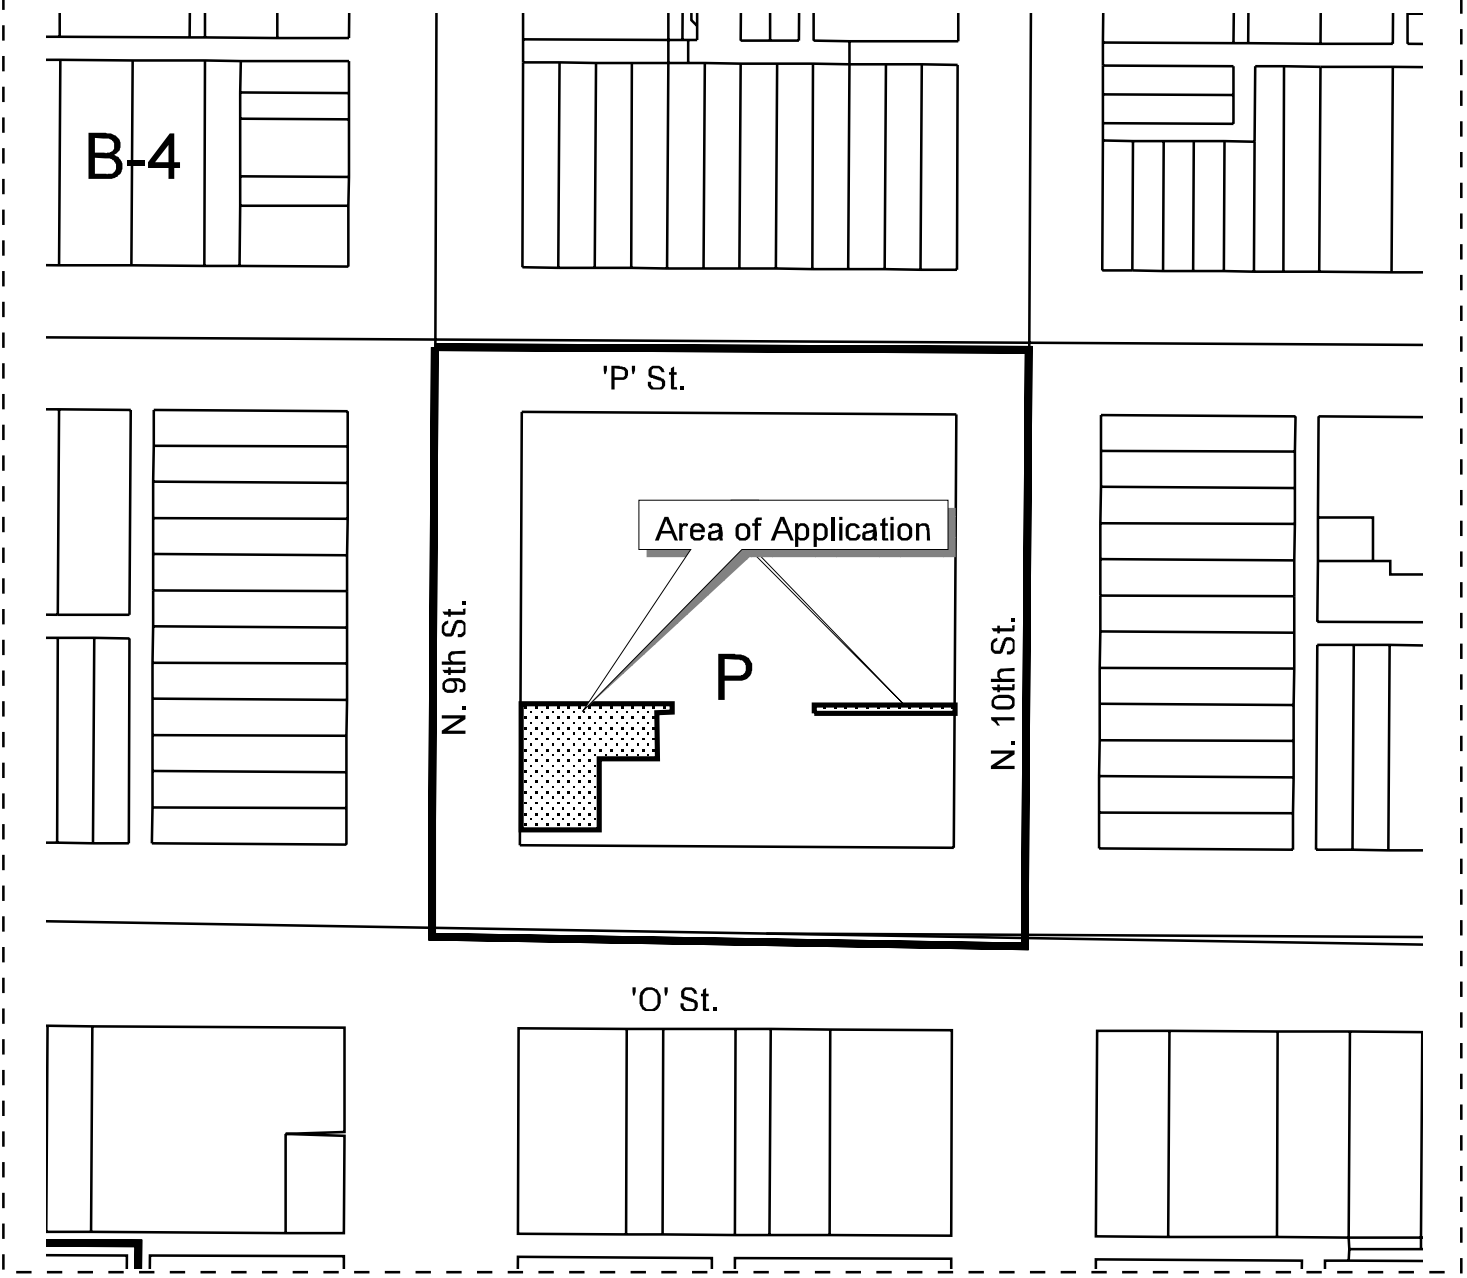 B-4
'P' St.
Area of Application
N. 9th St.
P
N. 10th St.
'O' St.